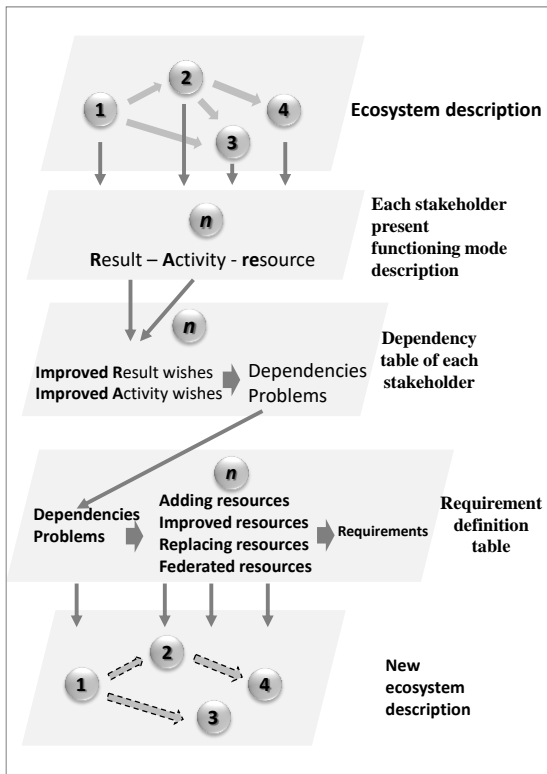 2
1
4
3
Ecosystem description
n
Result – Activity - resource
Each stakeholder
present
functioning mode
description
n
Improved Result wishes
Improved Activity wishes
Dependencies
Problems
Dependency
table of each
stakeholder
n
Dependencies
Problems
Adding resources
Improved resources
Replacing resources
Federated resources
Requirements
Requirement
definition
table
2
1
4
3
New
ecosystem
description